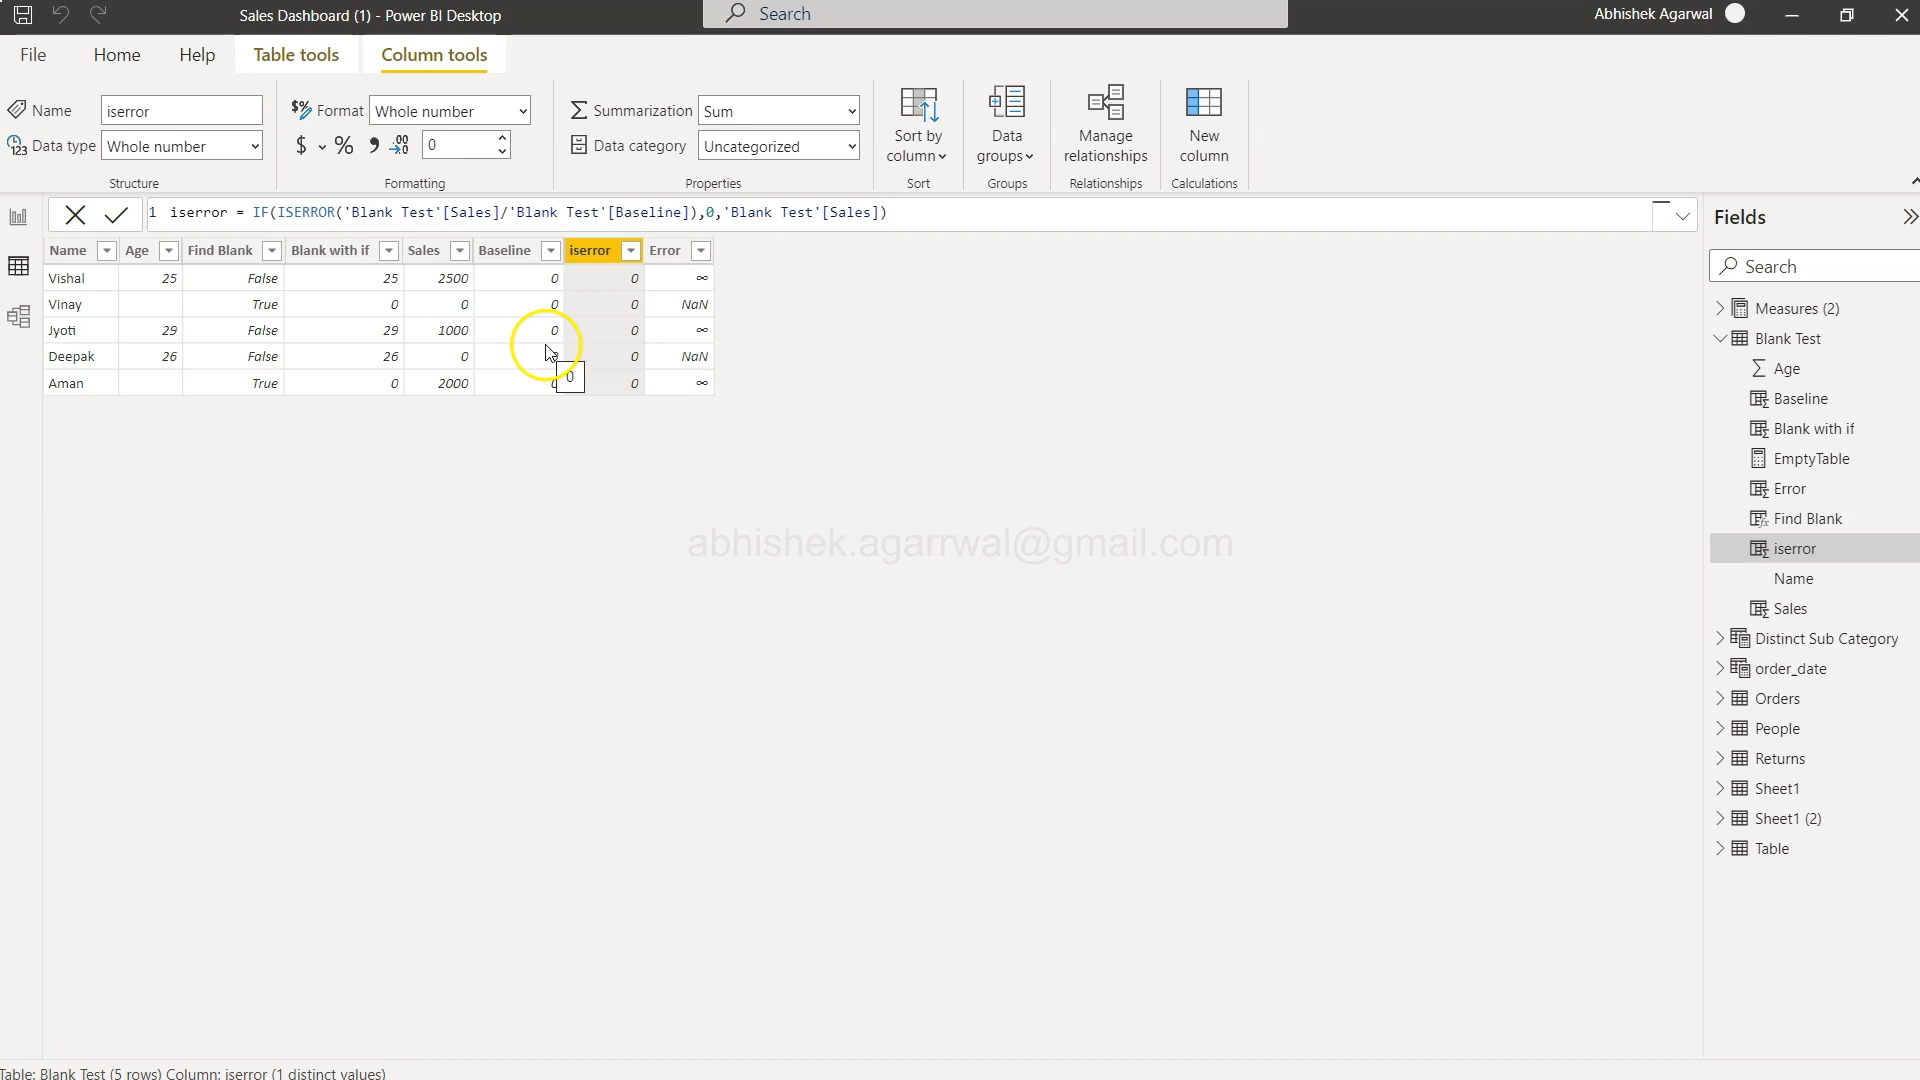 Sales Dashboard (1) - Power BI Desktop
Search
Abhishek Agarwal
File Home Help Table tools Column tools
Name iserror
Data type Whole number
Structure
Format Whole number
$ % 0
Formatting
Summarization Sum
Data category Uncategorized
Properties
Sort by
column
Sort
Data
groups
Groups
Manage
relationships
Relationships
New
column
Calculations
1 iserror = IF(ISERROR('Blank Test'[Sales]/'Blank Test'[Baseline]),0,'Blank Test'[Sales])
Name Age Find Blank Blank with if Sales Baseline iserror Error
Vishal 25 False 25 2500 0 0 ∞
Vinay True 0 0 0 0 NaN
Jyoti 29 False 29 1000 0 0 ∞
Deepak 26 False 26 0 0 NaN
Aman True 0 2000 0 0 ∞
0
abhishek.agarrwal@gmail.com
Fields
Search
Measures (2)
Blank Test
Age
Baseline
Blank with if
EmptyTable
Error
Find Blank
iserror
Name
Sales
Distinct Sub Category
order_date
Orders
People
Returns
Sheet1
Sheet1 (2)
Table
Table: Blank Test (5 rows) Column: iserror (1 distinct values)